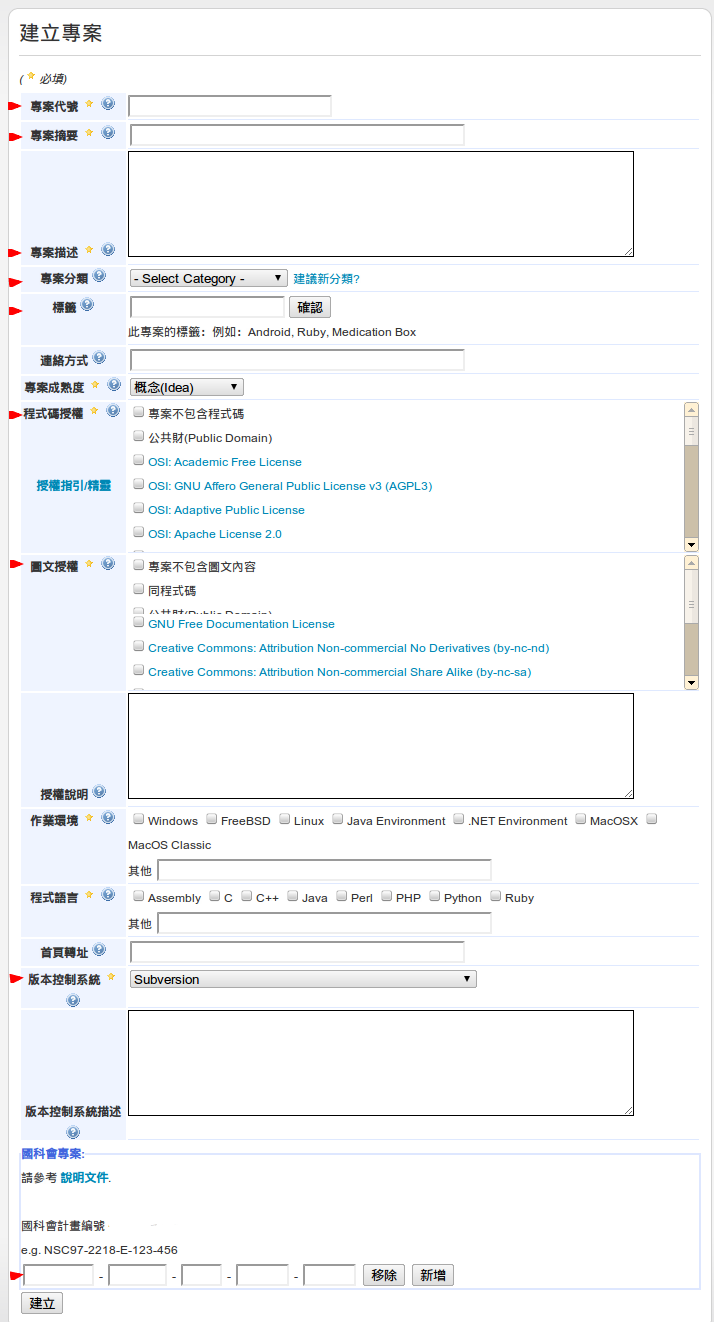 建立專案
( 必填)
專案代號
專案摘要
專案描述
專案分類 - Select Category - 建議新分類?
標籤 確認
此專案的標籤：例如：Android, Ruby, Medication Box
連絡方式
專案成熟度 概念(Idea)
程式碼授權 專案不包含程式碼
公共財(Public Domain)
OSI: Academic Free License
授權指引/精靈 OSI: GNU Affero General Public License v3 (AGPL3)
OSI: Adaptive Public License
OSI: Apache License 2.0
圖文授權 專案不包含圖文內容
同程式碼
公共財(Public Domain)
GNU Free Documentation License
Creative Commons: Attribution Non-commercial No Derivatives (by-nc-nd)
Creative Commons: Attribution Non-commercial Share Alike (by-nc-sa)
授權說明
作業環境 Windows FreeBSD Linux Java Environment .NET Environment MacOSX
MacOS Classic
其他
程式語言 Assembly C C++ Java Perl PHP Python Ruby
其他
首頁轉址
版本控制系統 Subversion
版本控制系統描述
國科會專案:
請參考 說明文件.
國科會計畫編號
e.g. NSC97-2218-E-123-456
- - - - 移除 新增
建立